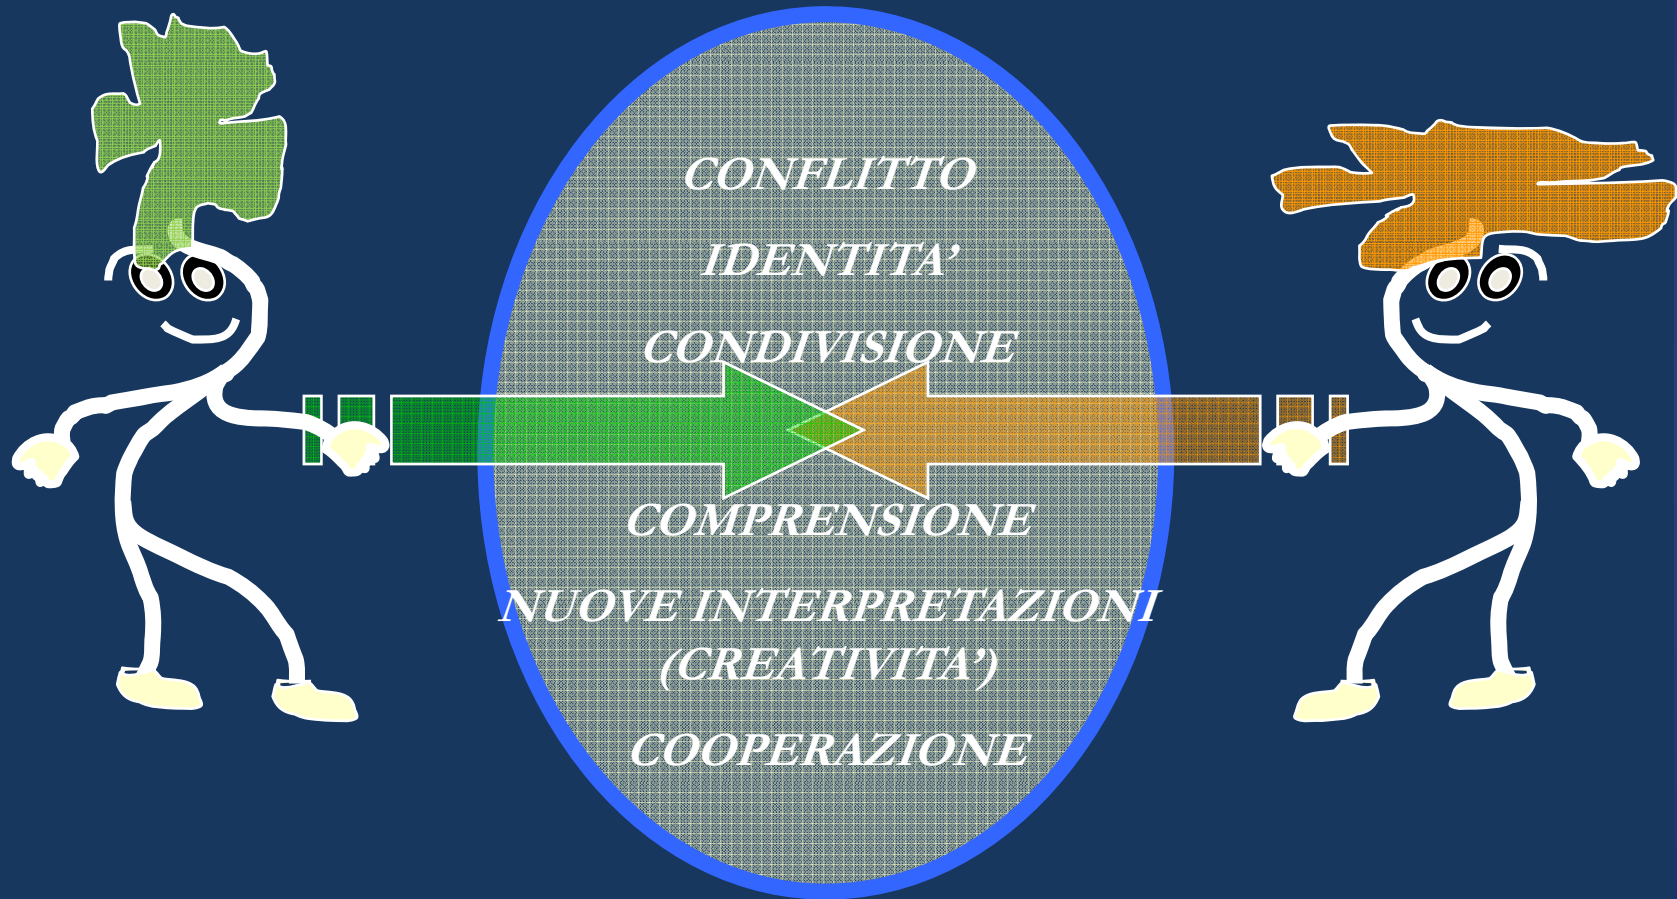 CONFLITTO
IDENTITA’
CONDIVISIONE
COMPRENSIONE
NUOVE INTERPRETAZIONI
(CREATIVITA’)
COOPERAZIONE